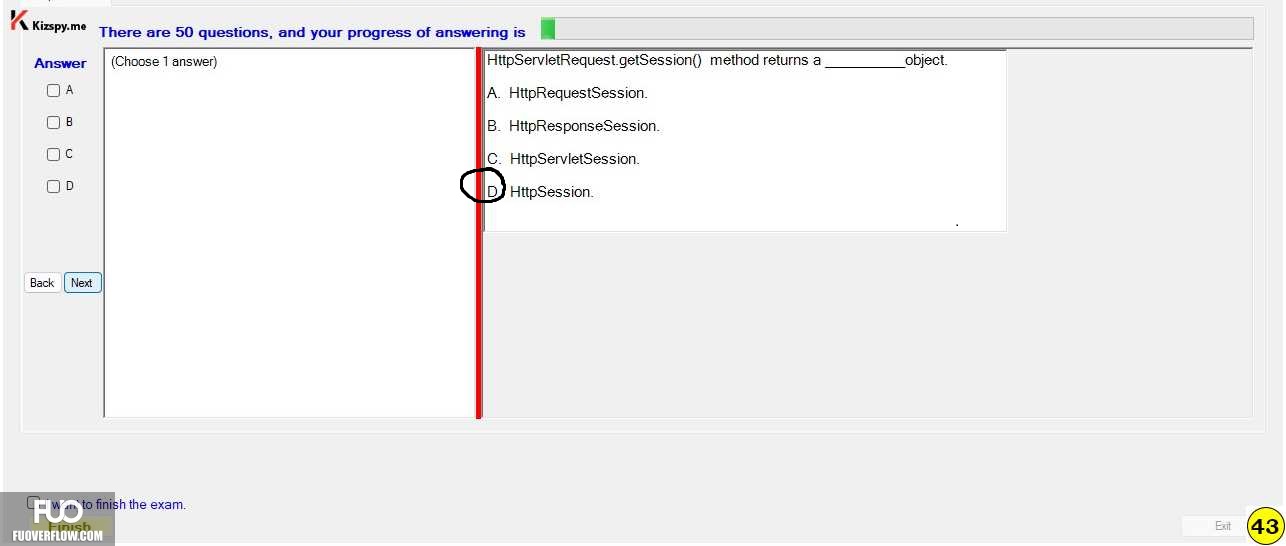 Kizspy.me
There are 50 questions, and your progress of answering is
Answer
(Choose 1 answer)
A
B
C
D
Back
Next
HttpServletRequest.getSession() method returns a __________object.
A. HttpRequestSession.
B. HttpResponseSession.
C. HttpServletSession.
D. HttpSession.
.
I want to finish the exam.
Finish
FUO
FUOVERFLOW.COM
Exit
43